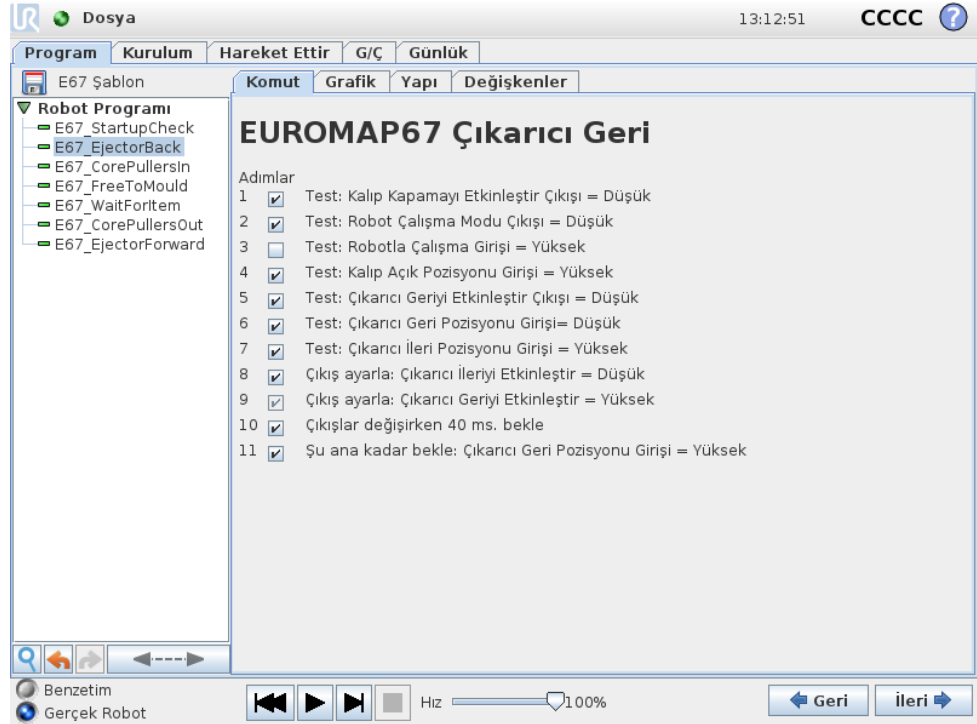 UR Dosya 13:12:51 CCCC ?
Program Kurulum Hareket Ettir G/Ç Günlük
E67 Şablon
Komut Grafik Yapı Değişkenler
Robot Programı
E67_StartupCheck
E67_EjectorBack
E67_CorePullersIn
E67_FreeToMould
E67_WaitForItem
E67_CorePullersOut
E67_EjectorForward
EUROMAP67 Çıkarıcı Geri
Adımlar
1 Test: Kalıp Kapamayı Etkinleştir Çıkışı = Düşük
2 Test: Robot Çalışma Modu Çıkışı = Düşük
3 Test: Robotla Çalışma Girişi = Yüksek
4 Test: Kalıp Açık Pozisyonu Girişi = Yüksek
5 Test: Çıkarıcı Geriyi Etkinleştir Çıkışı = Düşük
6 Test: Çıkarıcı Geri Pozisyonu Girişi= Düşük
7 Test: Çıkarıcı İleri Pozisyonu Girişi = Yüksek
8 Çıkış ayarla: Çıkarıcı İleriyi Etkinleştir = Düşük
9 Çıkış ayarla: Çıkarıcı Geriyi Etkinleştir = Yüksek
10 Çıkışlar değişirken 40 ms. bekle
11 Şu ana kadar bekle: Çıkarıcı Geri Pozisyonu Girişi = Yüksek
Benzetim
Gerçek Robot
Hız 100%
Geri İleri